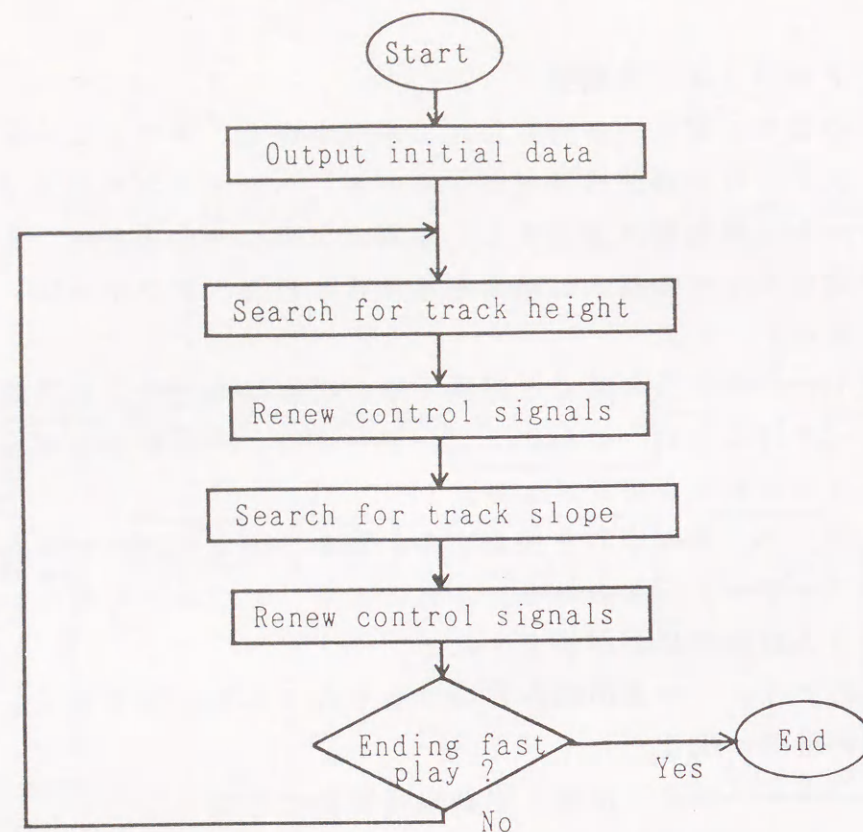 Start
Output initial data
Search for track height
Renew control signals
Search for track slope
Renew control signals
Ending fast
play ?
Yes
End
No